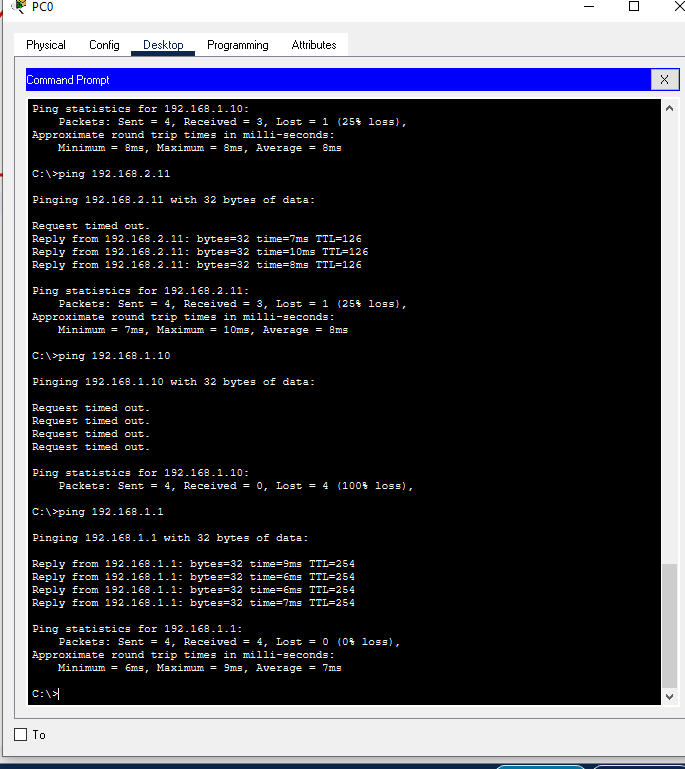 PC0
Physical Config Desktop Programming Attributes
Command Prompt X
Ping statistics for 192.168.1.10:
Packets: Sent = 4, Received = 3, Lost = 1 (25% loss),
Approximate round trip times in milli-seconds:
Minimum = 8ms, Maximum = 8ms, Average = 8ms
C:\>ping 192.168.2.11
Pinging 192.168.2.11 with 32 bytes of data:
Request timed out.
Reply from 192.168.2.11: bytes=32 time=7ms TTL=126
Reply from 192.168.2.11: bytes=32 time=10ms TTL=126
Reply from 192.168.2.11: bytes=32 time=8ms TTL=126
Ping statistics for 192.168.2.11:
Packets: Sent = 4, Received = 3, Lost = 1 (25% loss),
Approximate round trip times in milli-seconds:
Minimum = 7ms, Maximum = 10ms, Average = 8ms
C:\>ping 192.168.1.10
Pinging 192.168.1.10 with 32 bytes of data:
Request timed out.
Request timed out.
Request timed out.
Request timed out.
Ping statistics for 192.168.1.10:
Packets: Sent = 4, Received = 0, Lost = 4 (100% loss),
C:\>ping 192.168.1.1
Pinging 192.168.1.1 with 32 bytes of data:
Reply from 192.168.1.1: bytes=32 time=9ms TTL=254
Reply from 192.168.1.1: bytes=32 time=6ms TTL=254
Reply from 192.168.1.1: bytes=32 time=6ms TTL=254
Reply from 192.168.1.1: bytes=32 time=7ms TTL=254
Ping statistics for 192.168.1.1:
Packets: Sent = 4, Received = 4, Lost = 0 (0% loss),
Approximate round trip times in milli-seconds:
Minimum = 6ms, Maximum = 9ms, Average = 7ms
C:\>
To